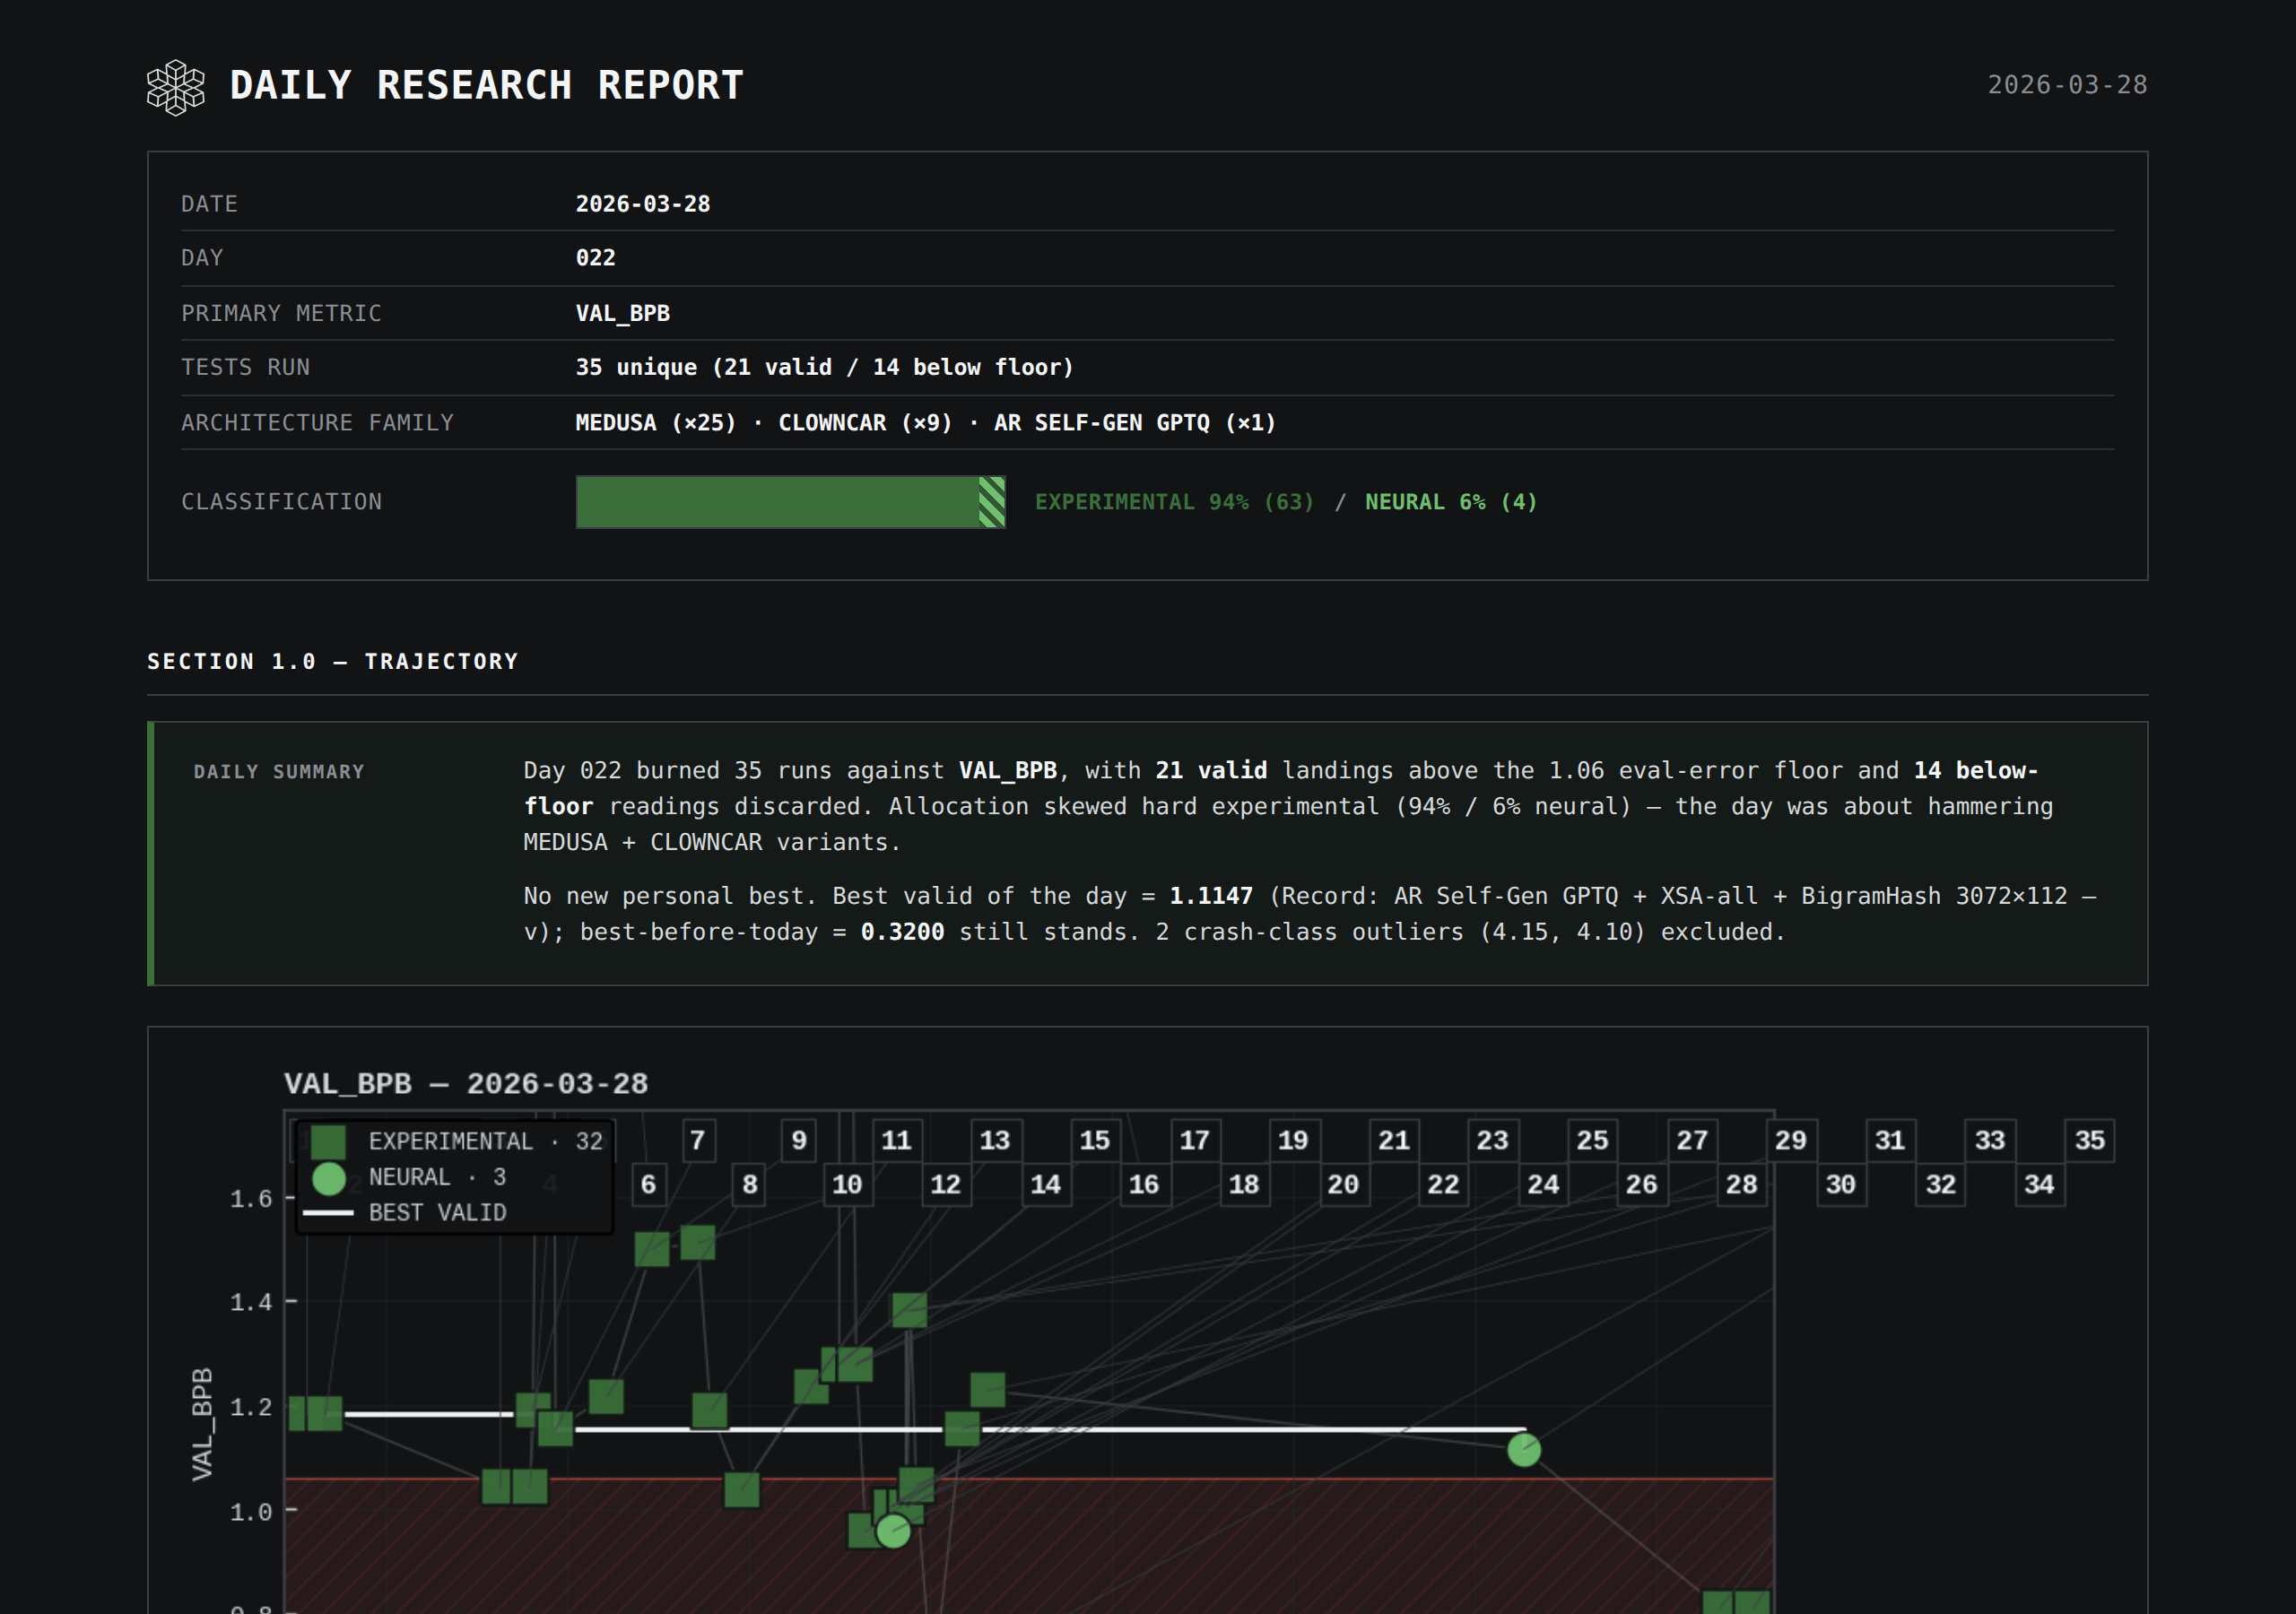 DAILY RESEARCH REPORT
2026-03-28
DATE 2026-03-28
DAY 022
PRIMARY METRIC VAL_BPB
TESTS RUN 35 unique (21 valid / 14 below floor)
ARCHITECTURE FAMILY MEDUSA (×25) · CLOWNCAR (×9) · AR SELF-GEN GPTQ (×1)
CLASSIFICATION EXPERIMENTAL 94% (63) / NEURAL 6% (4)
SECTION 1.0 — TRAJECTORY
DAILY SUMMARY
Day 022 burned 35 runs against VAL_BPB, with 21 valid landings above the 1.06 eval-error floor and 14 below-
floor readings discarded. Allocation skewed hard experimental (94% / 6% neural) — the day was about hammering
MEDUSA + CLOWNCAR variants.
No new personal best. Best valid of the day = 1.1147 (Record: AR Self-Gen GPTQ + XSA-all + BigramHash 3072×112 —
v); best-before-today = 0.3200 still stands. 2 crash-class outliers (4.15, 4.10) excluded.
VAL_BPB — 2026-03-28
EXPERIMENTAL · 32
NEURAL · 3
BEST VALID
7 9 11 13 15 17 19 21 23 25 27 29 31 33 35
2 4 6 8 10 12 14 16 18 20 22 24 26 28 30 32 34
1.6
1.4
1.2
1.0
0.8
VAL_BPB